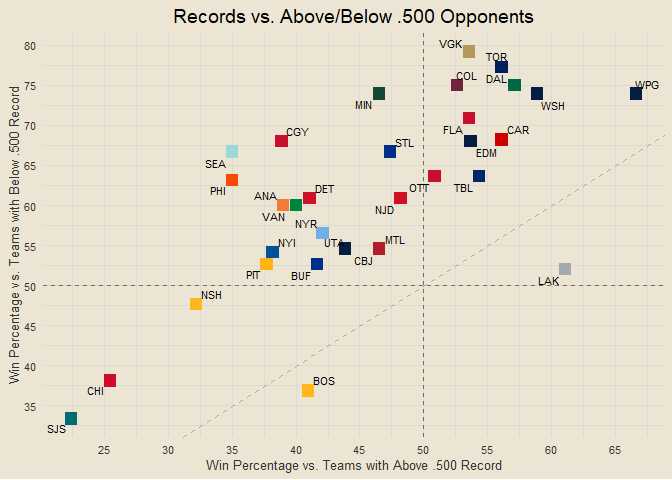 Records vs. Above/Below .500 Opponents
Win Percentage vs. Teams with Below .500 Record
80
75
70
65
60
55
50
45
40
35
VGK
TOR
COL
DAL
WPG
MIN
WSH
CGY
FLA
CAR
STL
EDM
SEA
PHI
DET
OTT
TBL
ANA
VAN
NJD
NYR
NYI
UTA
MTL
PIT
BUF
CBJ
LAK
NSH
CHI
BOS
SJS
25
30
35
40
45
50
55
60
65
Win Percentage vs. Teams with Above .500 Record